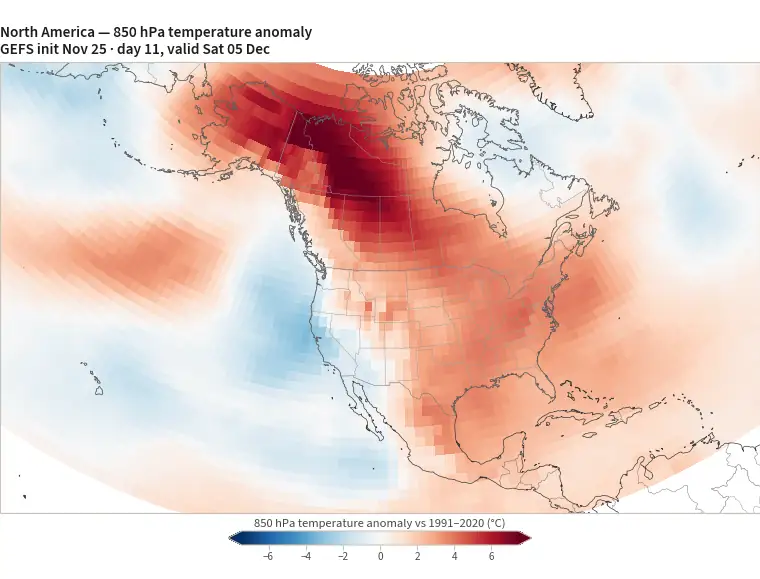 North America — 850 hPa temperature anomaly
GEFS init Nov 25 · day 11, valid Sat 05 Dec
850 hPa temperature anomaly vs 1991–2020 (°C)
−6 −4 −2 0 2 4 6